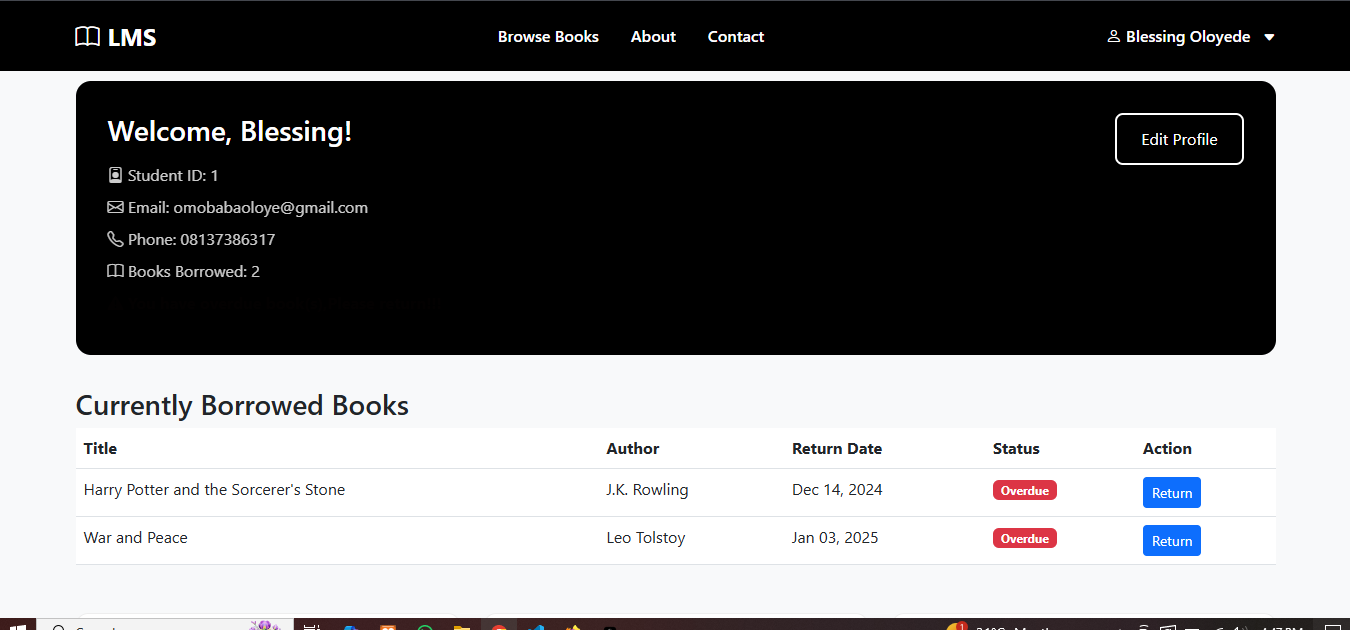 LMS
Browse Books
About
Contact
Blessing Oloyede
Welcome, Blessing!
Edit Profile
Student ID: 1
Email: omobabaoloye@gmail.com
Phone: 08137386317
Books Borrowed: 2
Currently Borrowed Books
Title Author Return Date Status Action
Harry Potter and the Sorcerer's Stone J.K. Rowling Dec 14, 2024 Overdue Return
War and Peace Leo Tolstoy Jan 03, 2025 Overdue Return